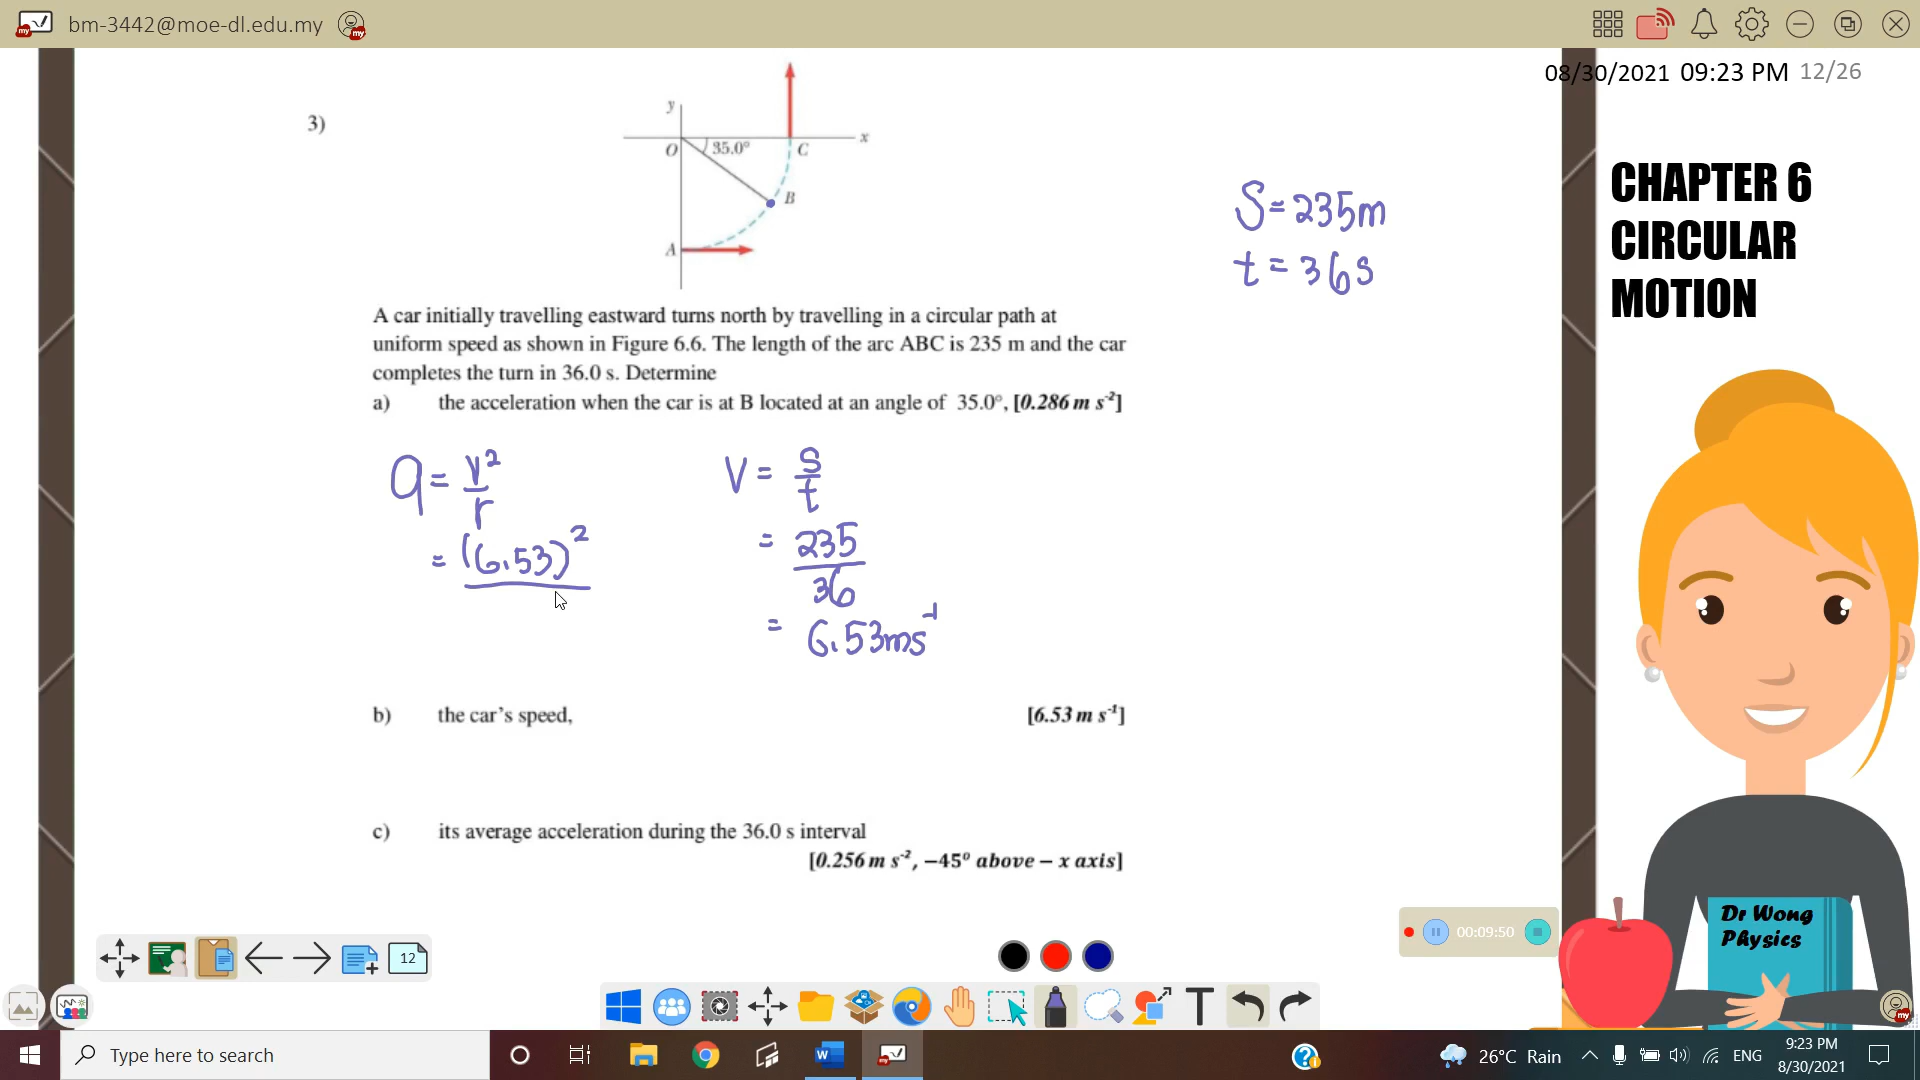 bm-3442@moe-dl.edu.my
08/30/2021 09:23 PM 12/26
3)
y
O 35.0° C x
B
A
S = 235m
t = 36s
CHAPTER 6
CIRCULAR
MOTION
A car initially travelling eastward turns north by travelling in a circular path at
uniform speed as shown in Figure 6.6. The length of the arc ABC is 235 m and the car
completes the turn in 36.0 s. Determine
a) the acceleration when the car is at B located at an angle of 35.0°, [0.286 m s⁻²]
a = v²/r
= (6.53)²
v = s/t
= 235/36
= 6.53ms⁻¹
b) the car's speed, [6.53 m s⁻¹]
c) its average acceleration during the 36.0 s interval
[0.256 m s⁻², −45° above − x axis]
Dr Wong
Physics
00:09:50
12
T
Type here to search
26°C Rain
ENG
9:23 PM
8/30/2021